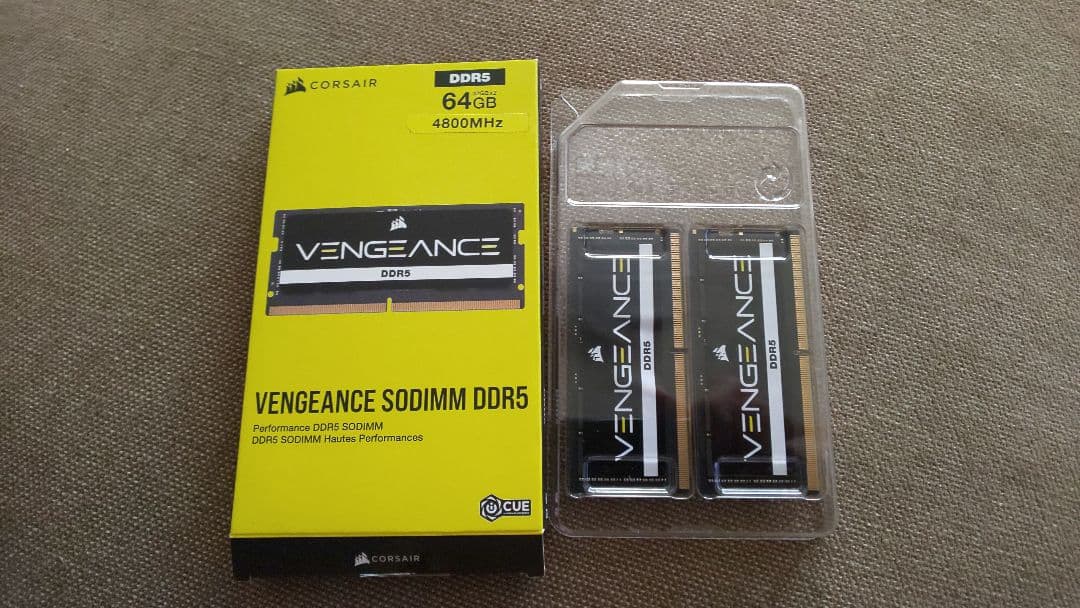 CORSAIR
DDR5
64GB
4800MHz
VENGEANCE
DDR5
VENGEANCE SODIMM DDR5
Performance DDR5 SODIMM
DDR5 SODIMM Hautes Performances
CUE
CORSAIR
VENGEANCE
DDR5
VENGEANCE
DDR5